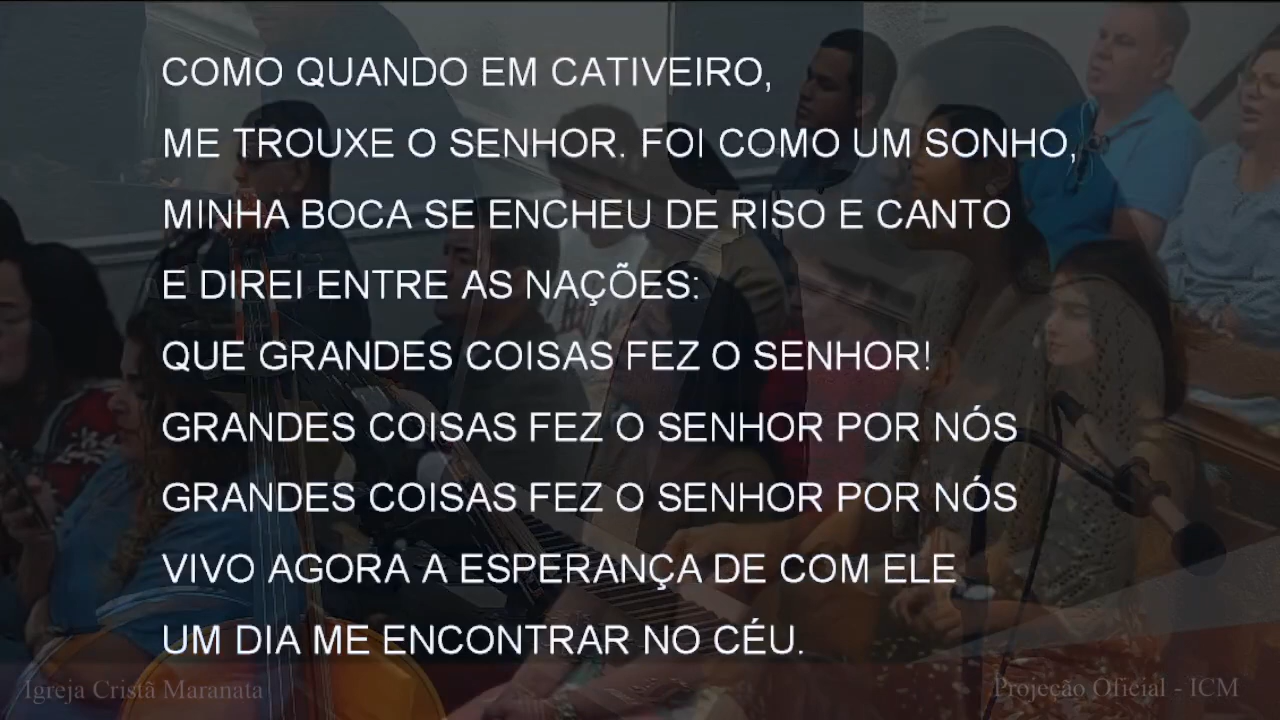 COMO QUANDO EM CATIVEIRO,
ME TROUXE O SENHOR. FOI COMO UM SONHO,
MINHA BOCA SE ENCHEU DE RISO E CANTO
E DIREI ENTRE AS NAÇÕES:
QUE GRANDES COISAS FEZ O SENHOR!
GRANDES COISAS FEZ O SENHOR POR NÓS
GRANDES COISAS FEZ O SENHOR POR NÓS
VIVO AGORA A ESPERANÇA DE COM ELE
UM DIA ME ENCONTRAR NO CÉU.
Igreja Cristã Maranata
Projeção Oficial - ICM